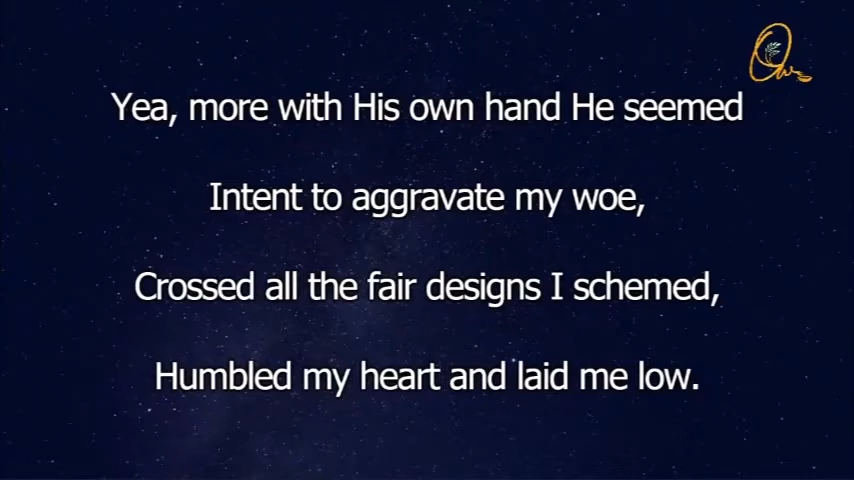 Yea, more with His own hand He seemed
Intent to aggravate my woe,
Crossed all the fair designs I schemed,
Humbled my heart and laid me low.